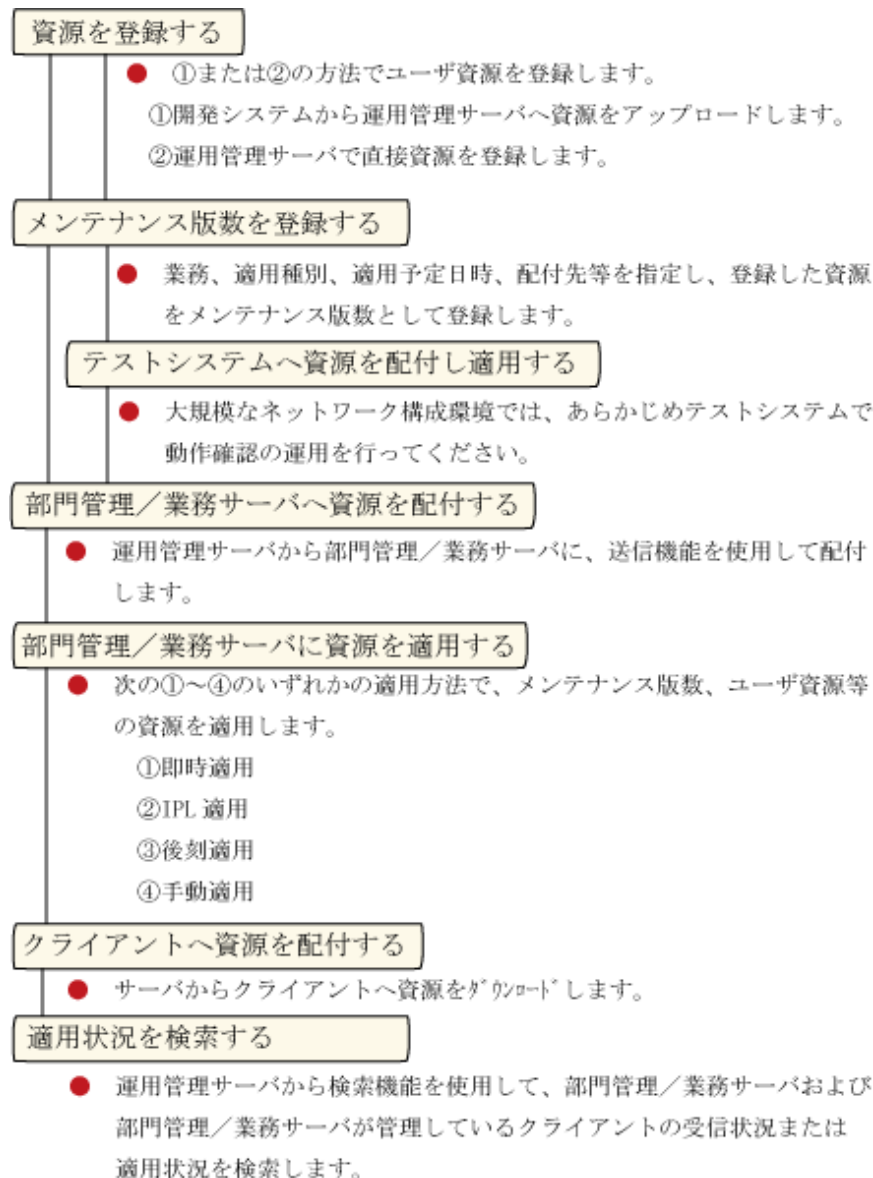 資源を登録する
● ①または②の方法でユーザ資源を登録します。
①開発システムから運用管理サーバへ資源をアップロードします。
②運用管理サーバで直接資源を登録します。
メンテナンス版数を登録する
● 業務、適用種別、適用予定日時、配付先等を指定し、登録した資源
をメンテナンス版数として登録します。
テストシステムへ資源を配付し適用する
● 大規模なネットワーク構成環境では、あらかじめテストシステムで
動作確認の運用を行ってください。
部門管理／業務サーバへ資源を配付する
● 運用管理サーバから部門管理／業務サーバに、送信機能を使用して配付
します。
部門管理／業務サーバに資源を適用する
● 次の①～④のいずれかの適用方法で、メンテナンス版数、ユーザ資源等
の資源を適用します。
①即時適用
②IPL 適用
③後刻適用
④手動適用
クライアントへ資源を配付する
● サーバからクライアントへ資源をﾀﾞｳﾝﾛｰﾄﾞします。
適用状況を検索する
● 運用管理サーバから検索機能を使用して、部門管理／業務サーバおよび
部門管理／業務サーバが管理しているクライアントの受信状況または
適用状況を検索します。